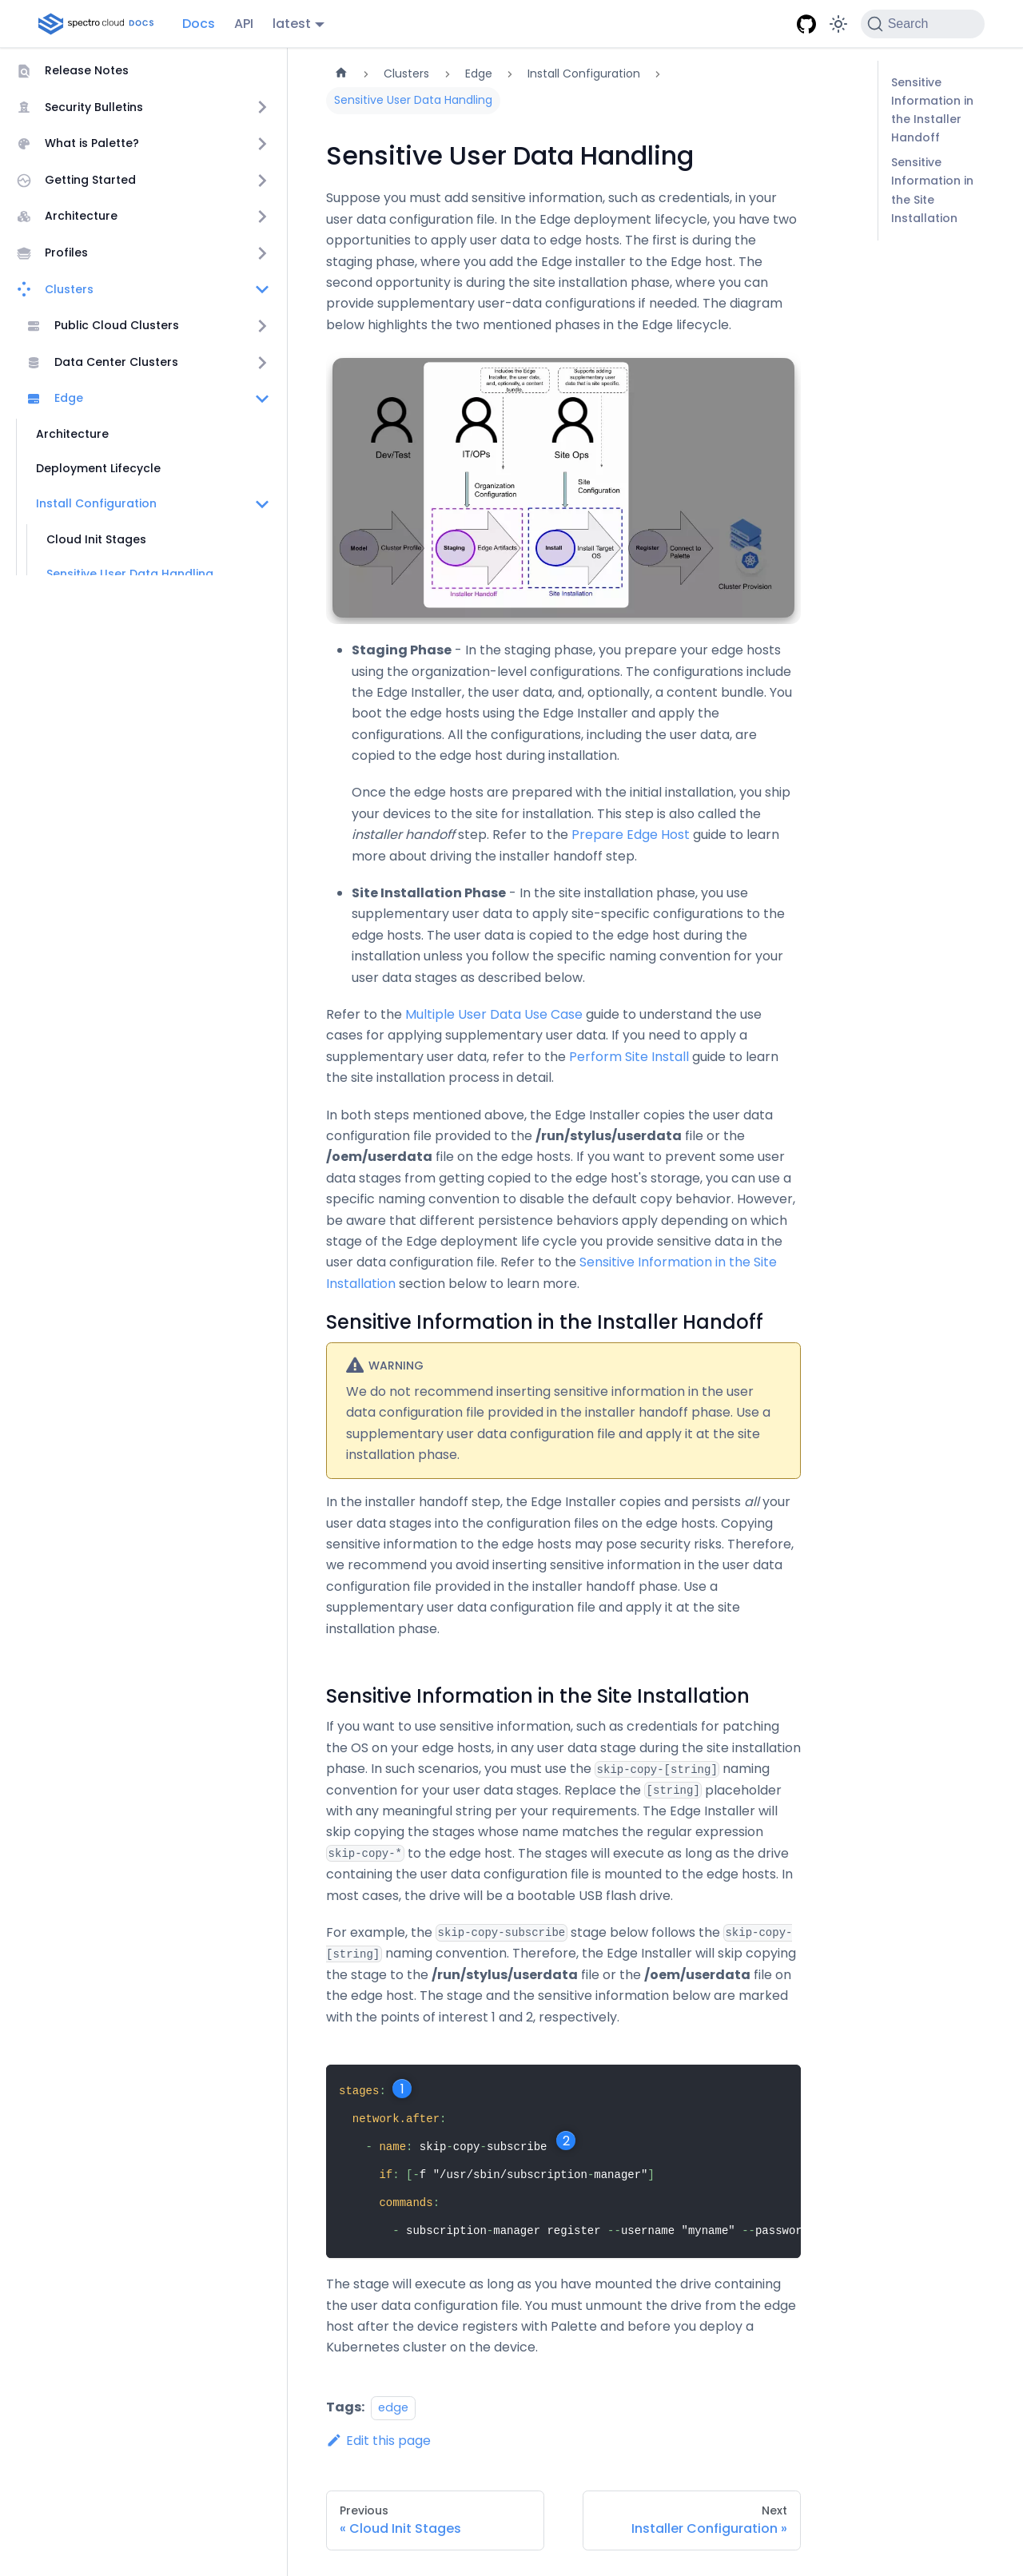 spectro cloud DOCS
Docs
API
latest
Search
Release Notes
Security Bulletins
What is Palette?
Getting Started
Architecture
Profiles
Clusters
Public Cloud Clusters
Data Center Clusters
Edge
Architecture
Deployment Lifecycle
Install Configuration
Cloud Init Stages
Sensitive User Data Handling
Clusters
Edge
Install Configuration
Sensitive User Data Handling
Sensitive User Data Handling
Suppose you must add sensitive information, such as credentials, in
your user data configuration file. In the Edge deployment lifecycle, you have two
opportunities to apply user data to edge hosts. The first is during the
staging phase, where you add the Edge installer to the Edge host. The
second opportunity is during the site installation phase, where you can
provide supplementary user-data configurations if needed. The diagram
below highlights the two mentioned phases in the Edge lifecycle.
Includes the Edge
Installer, the user data,
and, optionally, a content
bundle.
Supports adding
supplementary user
data that is site specific.
Dev/Test
IT/OPs
Site Ops
Organization
Configuration
Site
Configuration
Model
Cluster Profile
Staging
Edge Artifacts
Install
Install Target
OS
Register
Connect to
Palette
Installer Handoff
Site Installation
Cluster Provision
• Staging Phase - In the staging phase, you prepare your edge hosts
using the organization-level configurations. The configurations include
the Edge Installer, the user data, and, optionally, a content bundle. You
boot the edge hosts using the Edge Installer and apply the
configurations. All the configurations, including the user data, are
copied to the edge host during installation.
Once the edge hosts are prepared with the initial installation, you ship
your devices to the site for installation. This step is also called the
installer handoff step. Refer to the Prepare Edge Host guide to learn
more about driving the installer handoff step.
• Site Installation Phase - In the site installation phase, you use
supplementary user data to apply site-specific configurations to the
edge hosts. The user data is copied to the edge host during the
installation unless you follow the specific naming convention for your
user data stages as described below.
Refer to the Multiple User Data Use Case guide to understand the use
cases for applying supplementary user data. If you need to apply a
supplementary user data, refer to the Perform Site Install guide to learn
the site installation process in detail.
In both steps mentioned above, the Edge Installer copies the user data
configuration file provided to the /run/stylus/userdata file or the
/oem/userdata file on the edge hosts. If you want to prevent some user
data stages from getting copied to the edge host's storage, you can use a
specific naming convention to disable the default copy behavior. However,
be aware that different persistence behaviors apply depending on which
stage of the Edge deployment life cycle you provide sensitive data in the
user data configuration file. Refer to the Sensitive Information in the Site
Installation section below to learn more.
Sensitive Information in the Installer Handoff
WARNING
We do not recommend inserting sensitive information in the user
data configuration file provided in the installer handoff phase. Use a
supplementary user data configuration file and apply it at the site
installation phase.
In the installer handoff step, the Edge Installer copies and persists all your
user data stages into the configuration files on the edge hosts. Copying
sensitive information to the edge hosts may pose security risks. Therefore,
we recommend you avoid inserting sensitive information in the user data
configuration file provided in the installer handoff phase. Use a
supplementary user data configuration file and apply it at the site
installation phase.
Sensitive Information in the Site Installation
If you want to use sensitive information, such as credentials for patching
the OS on your edge hosts, in any user data stage during the site installation
phase. In such scenarios, you must use the skip-copy-[string] naming
convention for your user data stages. Replace the [string] placeholder
with any meaningful string per your requirements. The Edge Installer will
skip copying the stages whose name matches the regular expression
skip-copy-* to the edge host. The stages will execute as long as the drive
containing the user data configuration file is mounted to the edge hosts. In
most cases, the drive will be a bootable USB flash drive.
For example, the skip-copy-subscribe stage below follows the skip-copy-
[string] naming convention. Therefore, the Edge Installer will skip copying
the stage to the /run/stylus/userdata file or the /oem/userdata file on
the edge host. The stage and the sensitive information below are marked
with the points of interest 1 and 2, respectively.
stages: 1
network.after:
- name: skip-copy-subscribe 2
if: [-f "/usr/sbin/subscription-manager"]
commands:
- subscription-manager register --username "myname" --passwor
The stage will execute as long as you have mounted the drive containing
the user data configuration file. You must unmount the drive from the edge
host after the device registers with Palette and before you deploy a
Kubernetes cluster on the device.
Tags: edge
Edit this page
Previous
« Cloud Init Stages
Next
Installer Configuration »
Sensitive
Information in
the Installer
Handoff
Sensitive
Information in
the Site
Installation